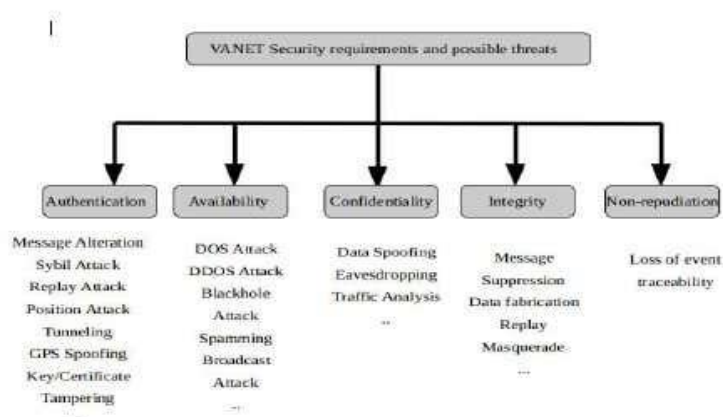 VANET Security requirements and possible threats
Authentication
Availability
Confidentiality
Integrity
Non-repudiation
Message Alteration
Sybil Attack
Replay Attack
Position Attack
Tunneling
GPS Spoofing
Key/Certificate
Tampering
DOS Attack
DDOS Attack
Blackhole
Attack
Spamming
Broadcast
Attack
...
Data Spoofing
Eavesdropping
Traffic Analysis
...
Message
Suppression
Data fabrication
Replay
Masquerade
...
Loss of event
traceability